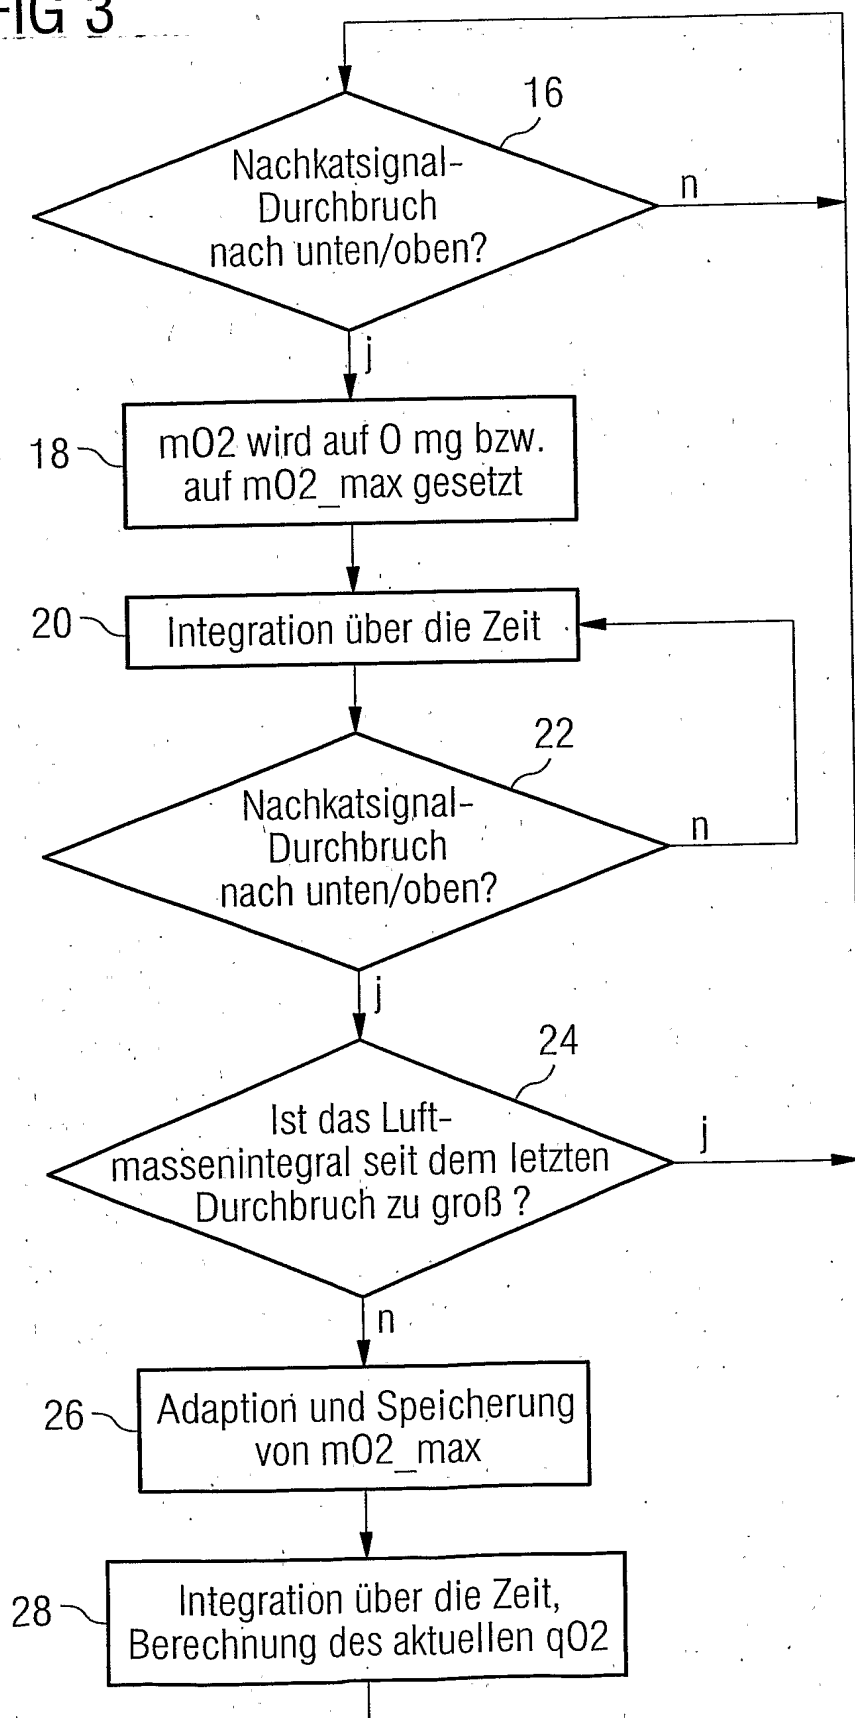 FIG 3
16
Nachkatsignal-
Durchbruch
nach unten/oben?
n
j
18
mO2 wird auf 0 mg bzw.
auf mO2_max gesetzt
20
Integration über die Zeit
22
Nachkatsignal-
Durchbruch
nach unten/oben?
n
j
24
Ist das Luft-
massenintegral seit dem letzten
Durchbruch zu groß ?
j
n
26
Adaption und Speicherung
von mO2_max
28
Integration über die Zeit,
Berechnung des aktuellen qO2